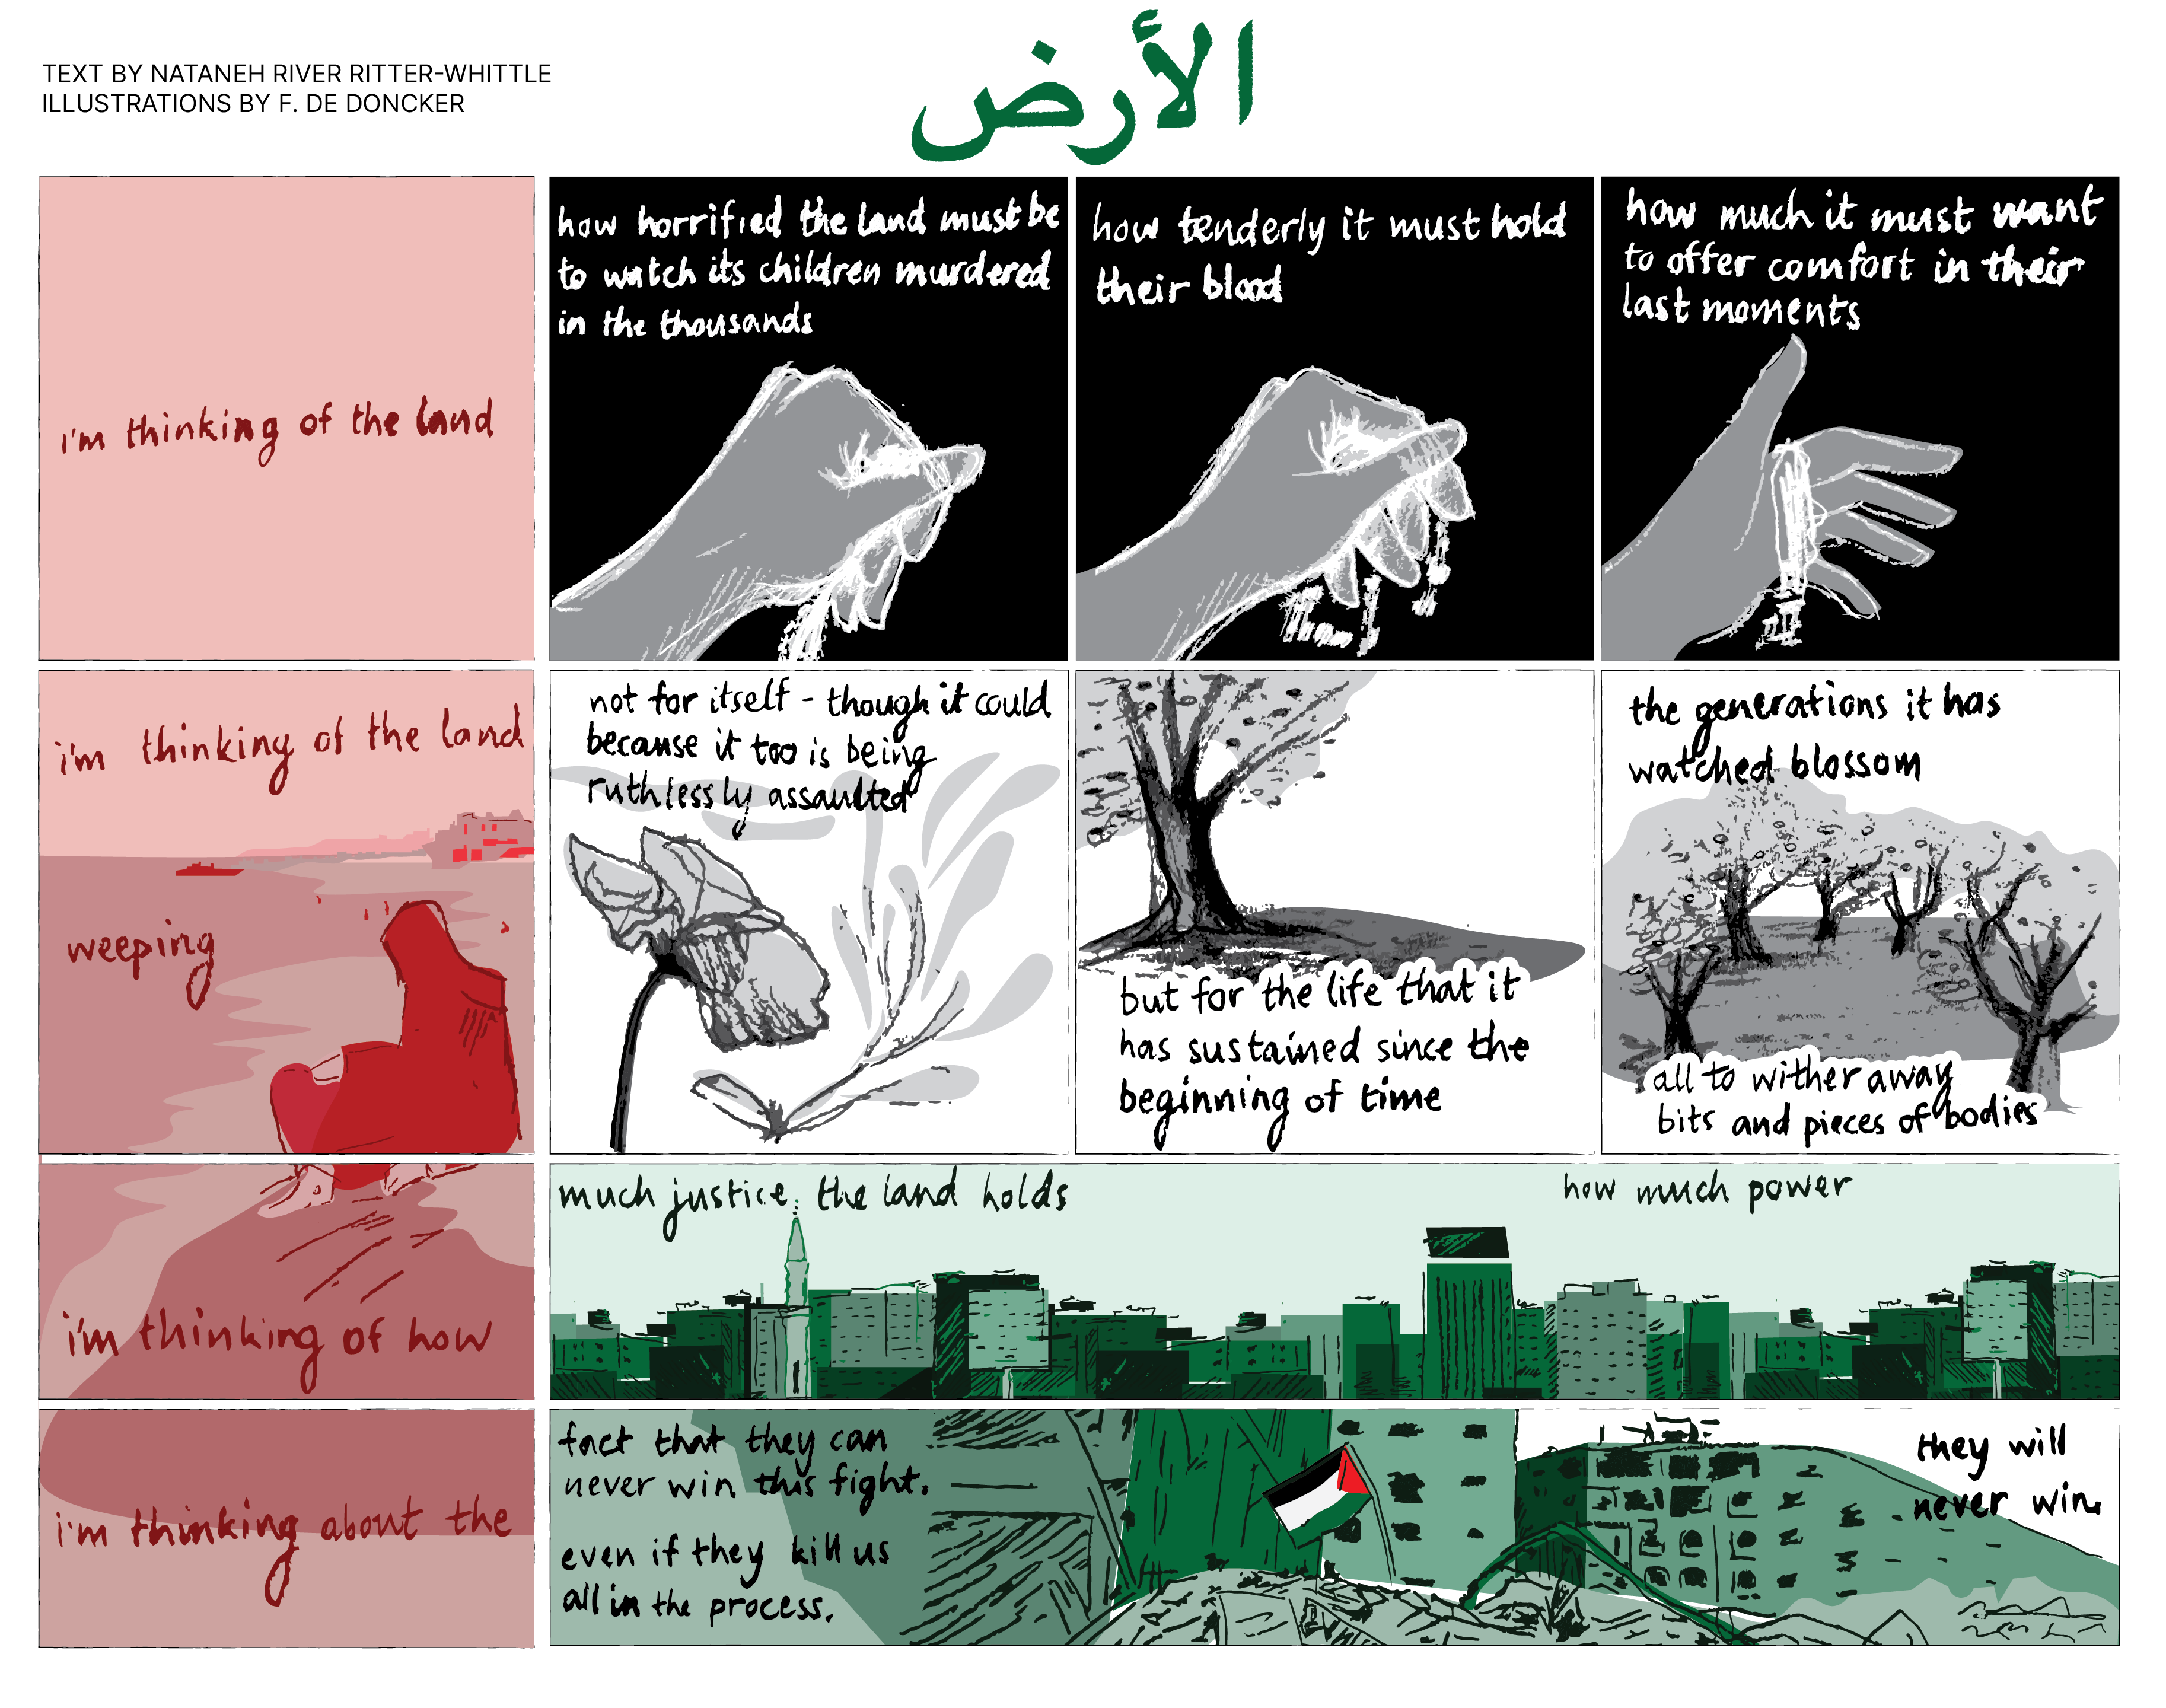 TEXT BY NATANEH RIVER RITTER-WHITTLE
ILLUSTRATIONS BY F. DE DONCKER
الأرض
i'm thinking of the land
how horrified the land must be
to watch its children murdered
in the thousands
how tenderly it must hold
their blood
how much it must want
to offer comfort in their
last moments
i'm thinking of the land
weeping
not for itself - though it could
because it too is being
ruthlessly assaulted
but for the life that it
has sustained since the
beginning of time
the generations it has
watched blossom
all to wither away
bits and pieces of bodies
i'm thinking of how
much justice the land holds
how much power
i'm thinking about the
fact that they can
never win this fight.
even if they kill us
all in the process.
they will
never win.